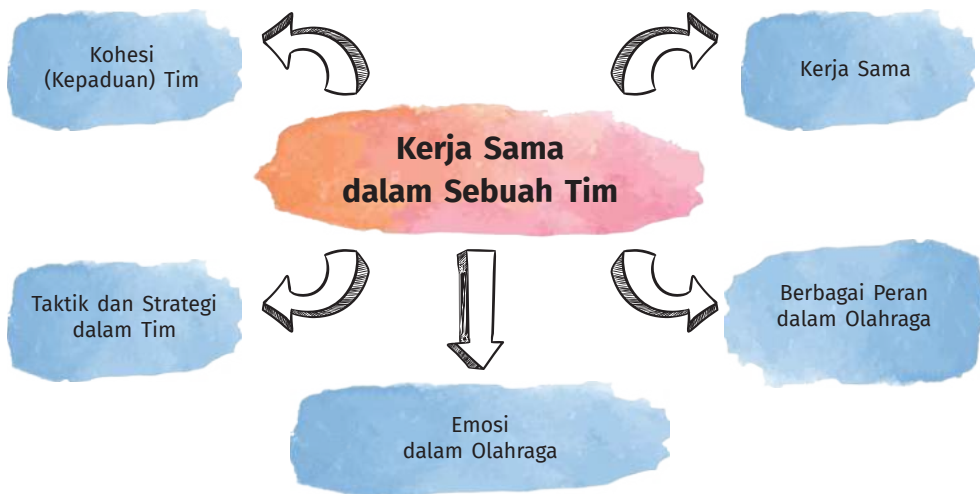 Kohesi
(Kepaduan) Tim
Kerja Sama
Kerja Sama
dalam Sebuah Tim
Taktik dan Strategi
dalam Tim
Berbagai Peran
dalam Olahraga
Emosi
dalam Olahraga